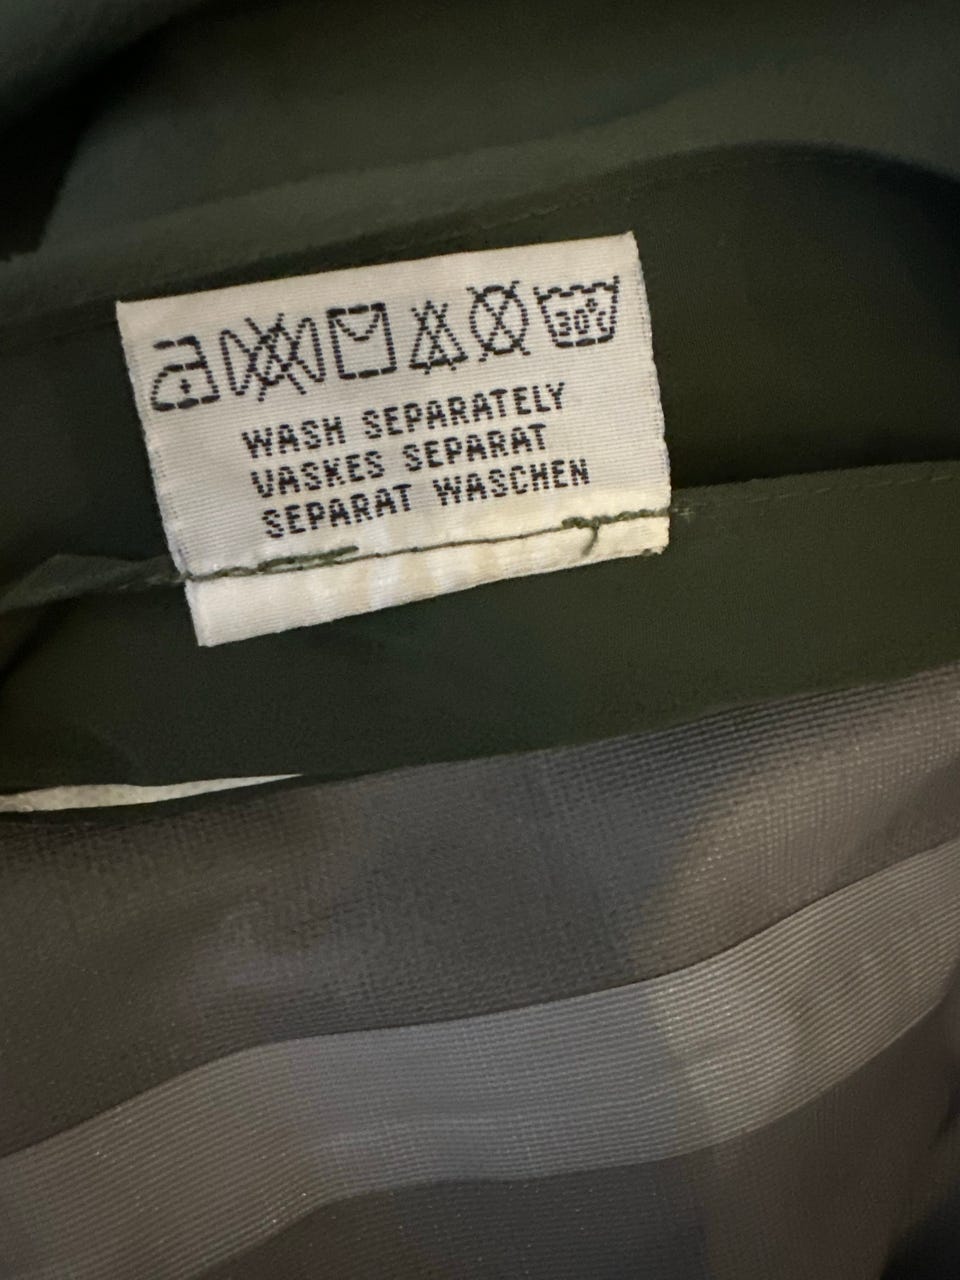 30°C
WASH SEPARATELY
VASKES SEPARAT
SEPARAT WASCHEN